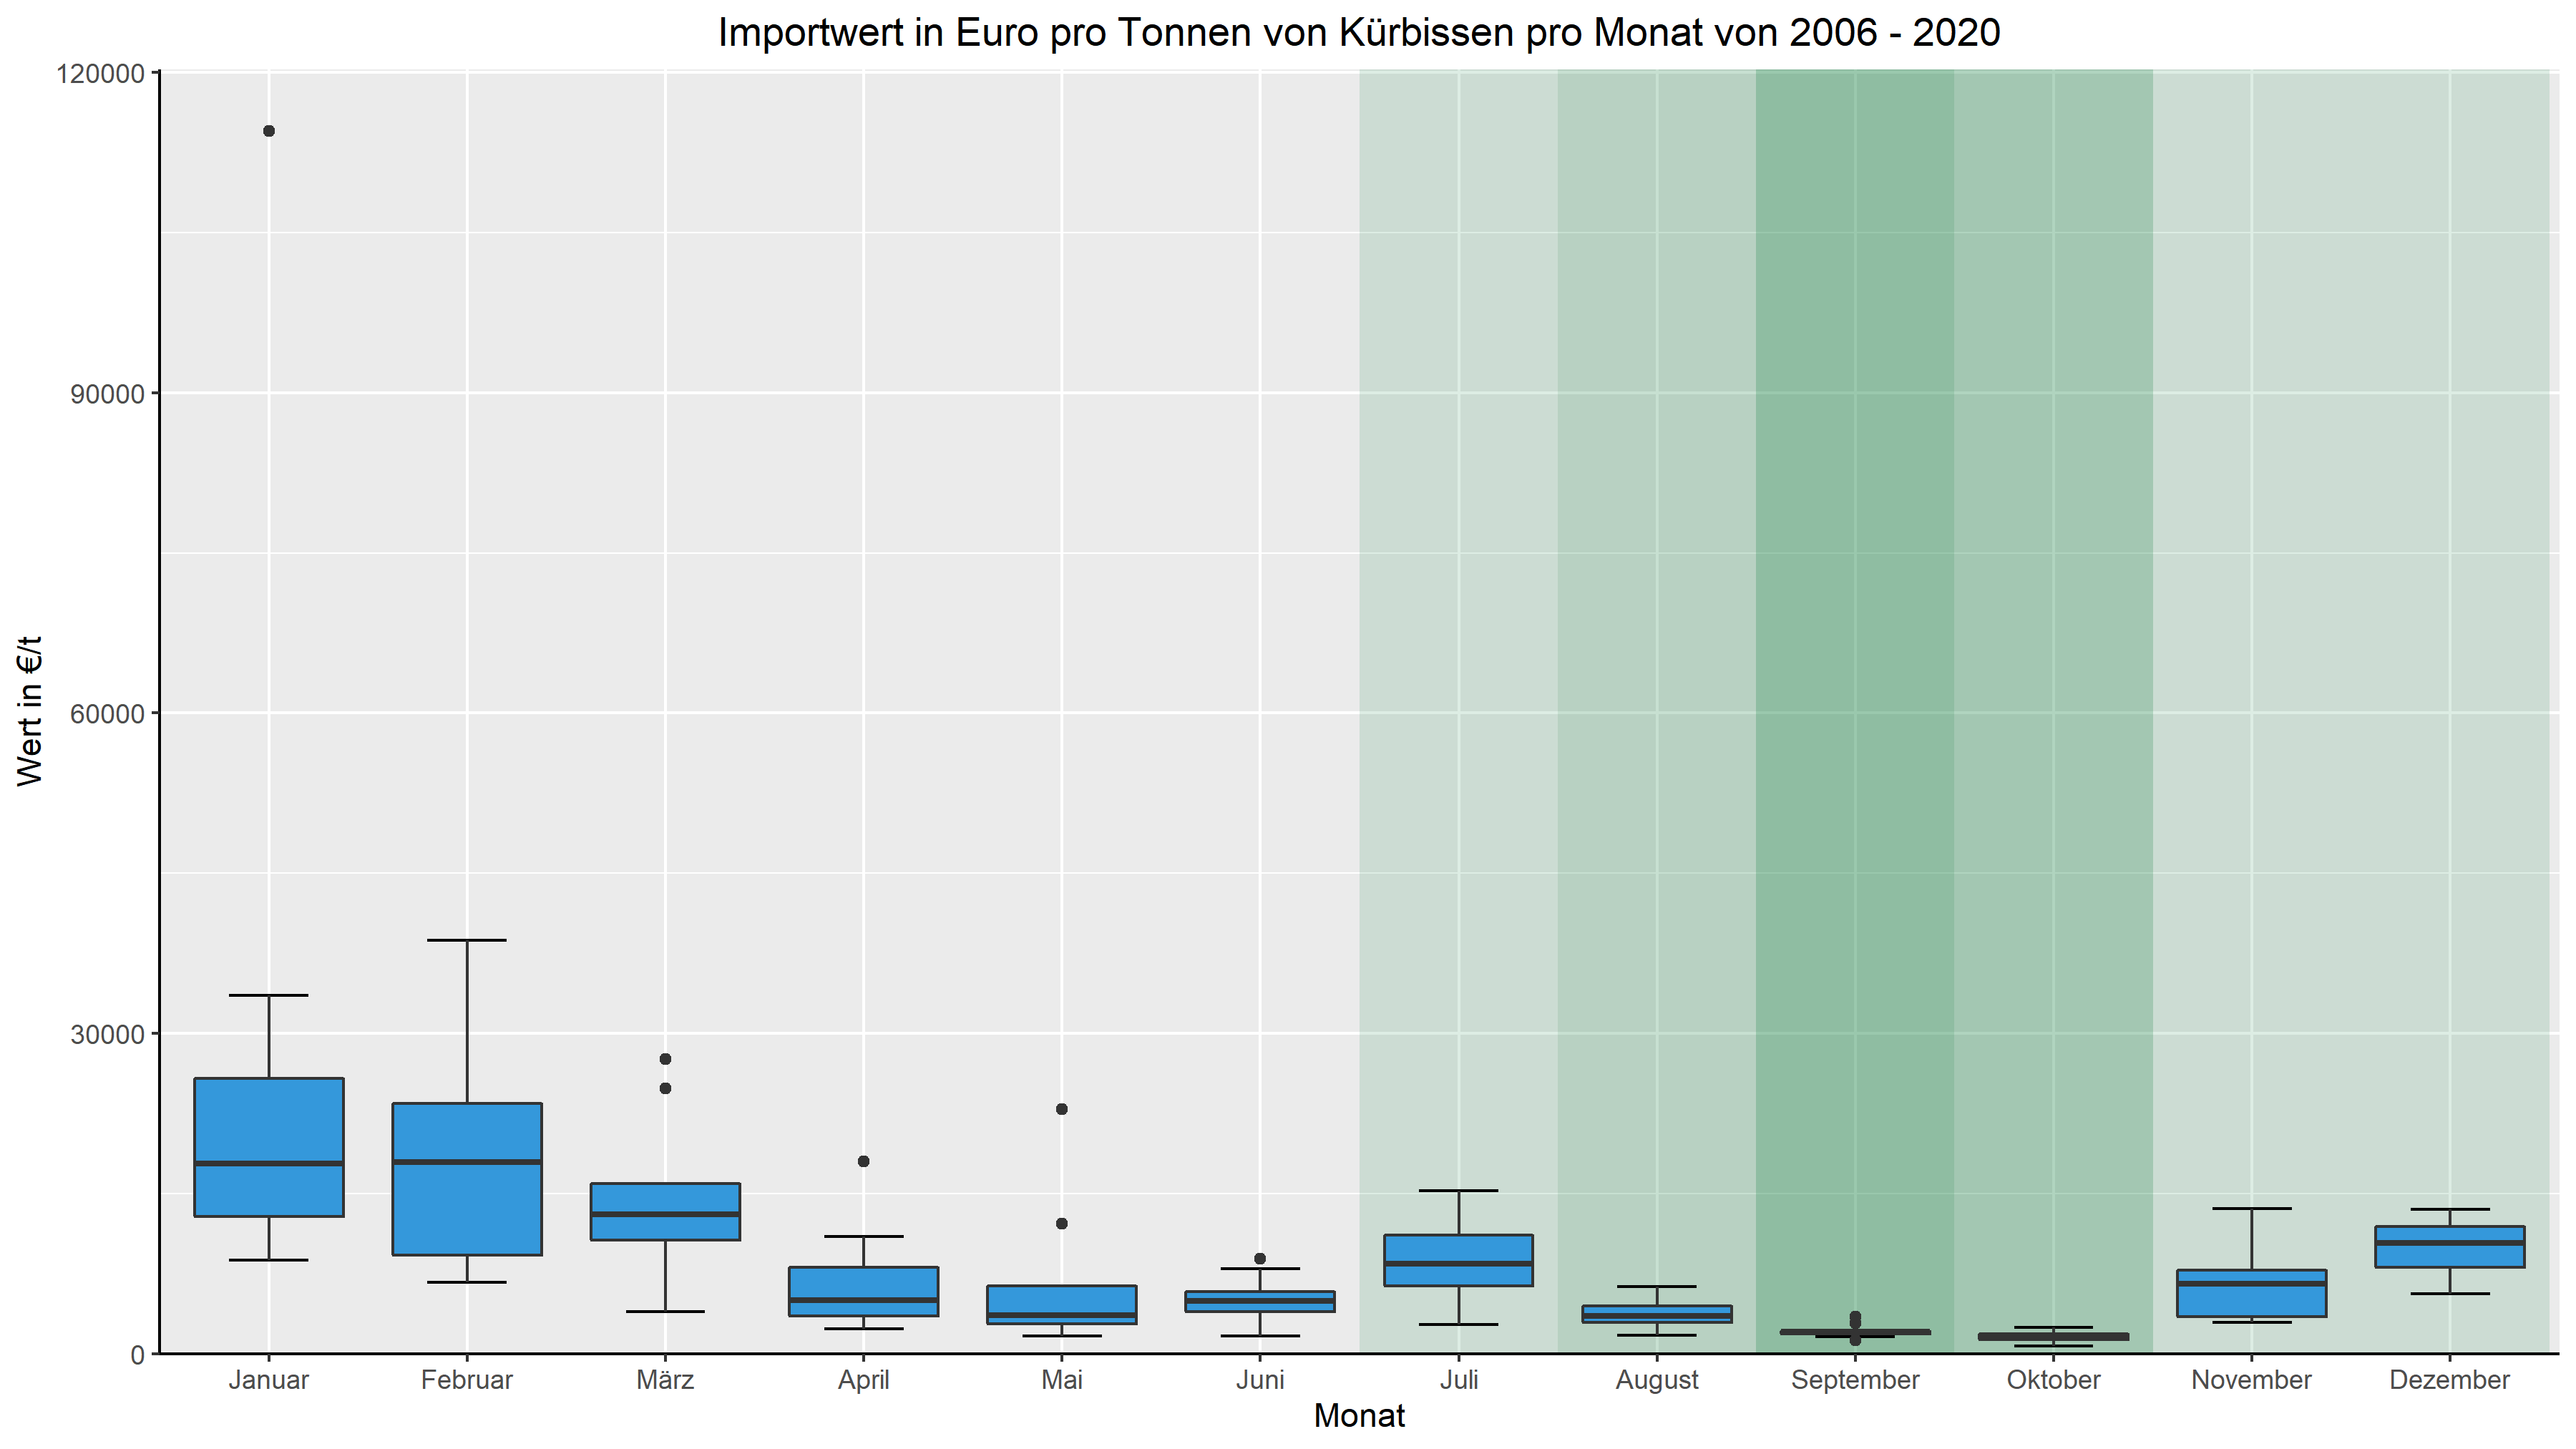 Importwert in Euro pro Tonnen von Kürbissen pro Monat von 2006 - 2020
120000
90000
60000
30000
0
Wert in €/t
Januar Februar März April Mai Juni Juli August September Oktober November Dezember
Monat